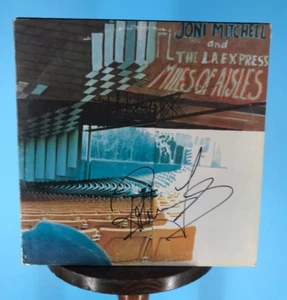 JONI MITCHELL
and
THE L.A. EXPRESS
MILES OF AISLES